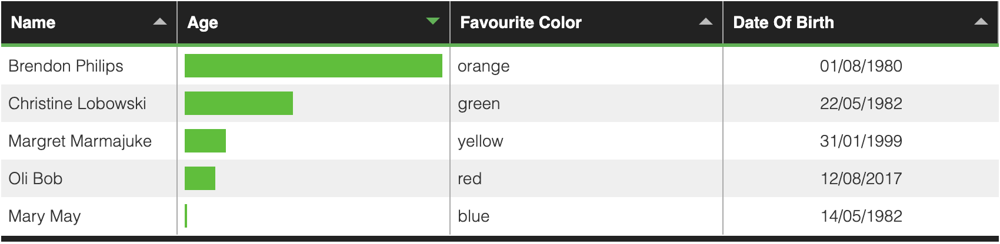 Name Age Favourite Color Date Of Birth
Brendon Philips orange 01/08/1980
Christine Lobowski green 22/05/1982
Margret Marmajuke yellow 31/01/1999
Oli Bob red 12/08/2017
Mary May blue 14/05/1982